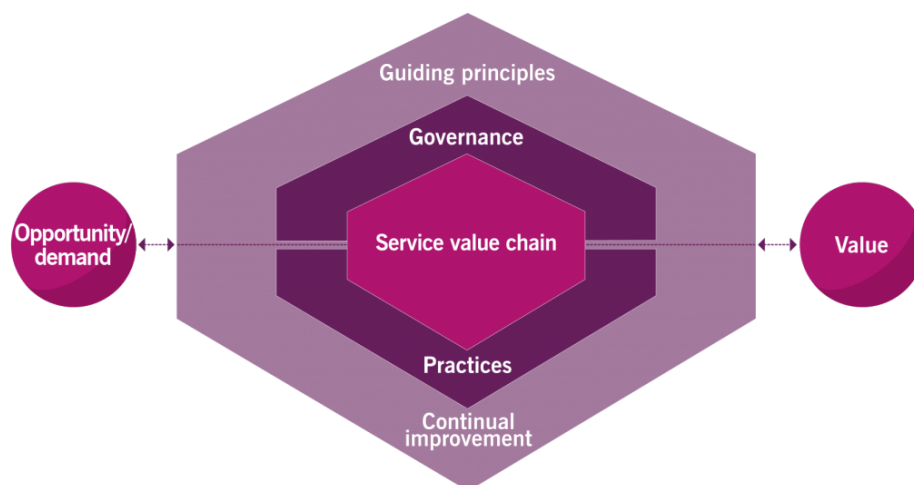 Guiding principles
Governance
Opportunity/
demand
Service value chain
Value
Practices
Continual
improvement